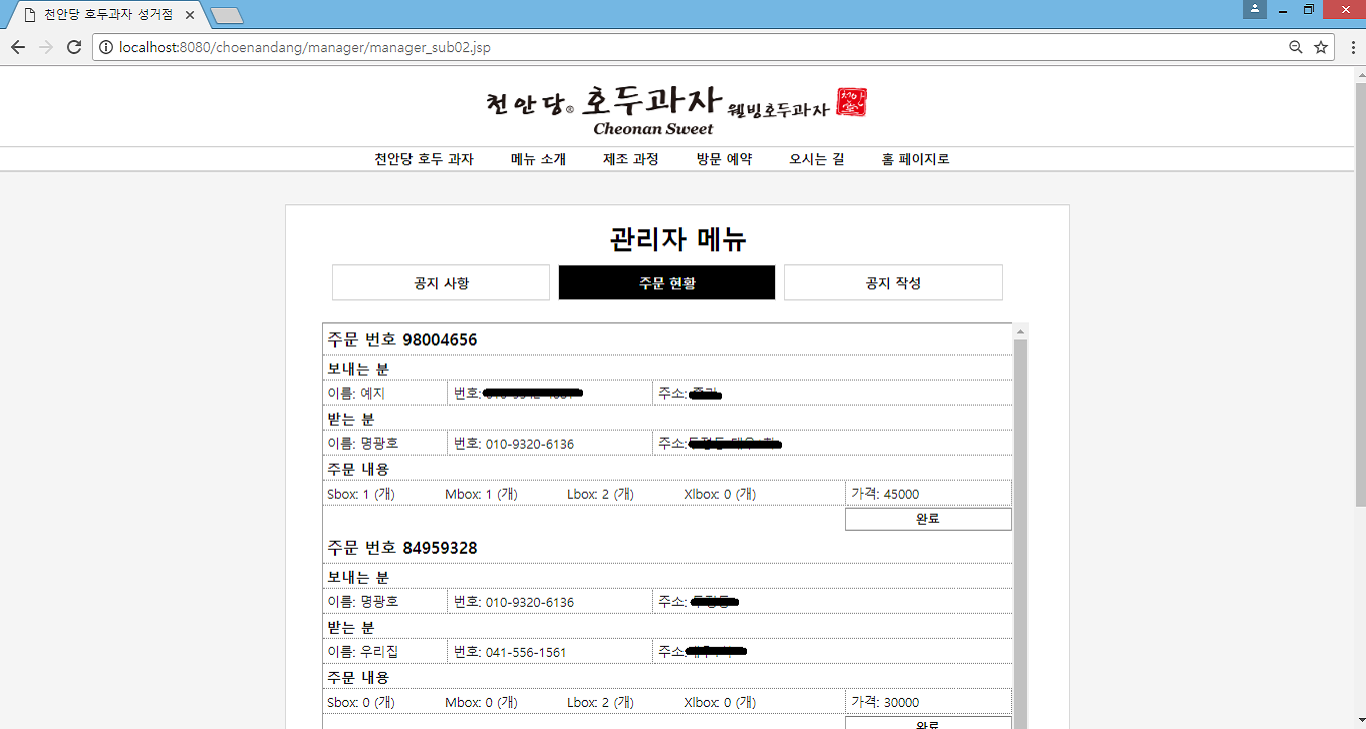 천안당 호두과자 성거점
localhost:8080/choenandang/manager/manager_sub02.jsp
천안당® 호두과자 웰빙호두과자
Cheonan Sweet
천안당 호두 과자 메뉴 소개 제조 과정 방문 예약 오시는 길 홈 페이지로
관리자 메뉴
공지 사항 주문 현황 공지 작성
주문 번호 98004656
보내는 분
이름: 예지 번호: 주소:
받는 분
이름: 명광호 번호: 010-9320-6136 주소:
주문 내용
Sbox: 1 (개) Mbox: 1 (개) Lbox: 2 (개) Xlbox: 0 (개) 가격: 45000
완료
주문 번호 84959328
보내는 분
이름: 명광호 번호: 010-9320-6136 주소:
받는 분
이름: 우리집 번호: 041-556-1561 주소:
주문 내용
Sbox: 0 (개) Mbox: 0 (개) Lbox: 2 (개) Xlbox: 0 (개) 가격: 30000
완료